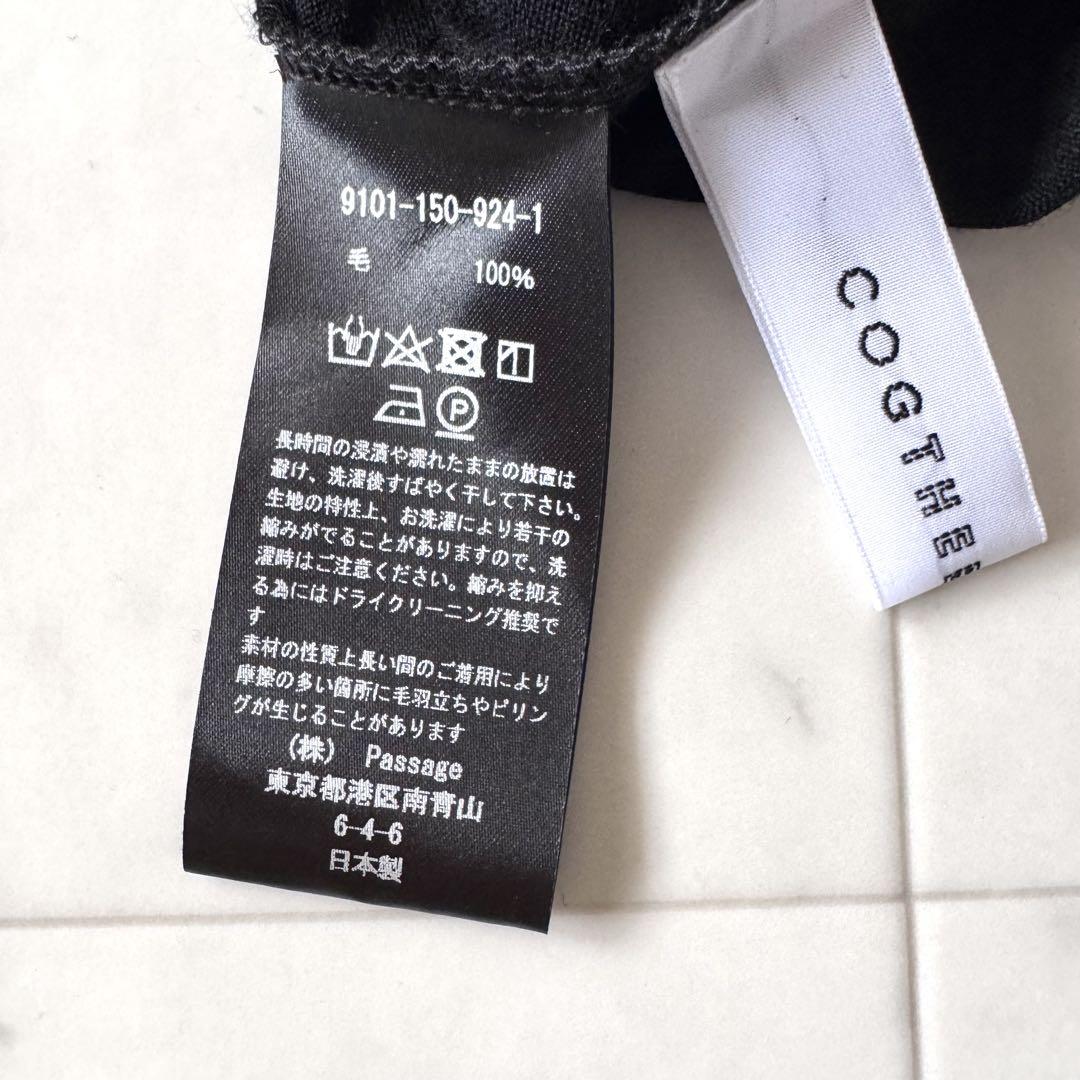 9101-150-924-1
毛 100%
P
長時間の浸漬や濡れたままの放置は
避け、洗濯後すばやく干して下さい。
生地の特性上、お洗濯により若干の
縮みがでることがありますので、洗
濯時はご注意ください。縮みを抑え
る為にはドライクリーニング推奨で
す
素材の性質上長い間のご着用により
摩擦の多い箇所に毛羽立ちやピリン
グが生じることがあります
(株) Passage
東京都港区南青山
6-4-6
日本製
COGTHE